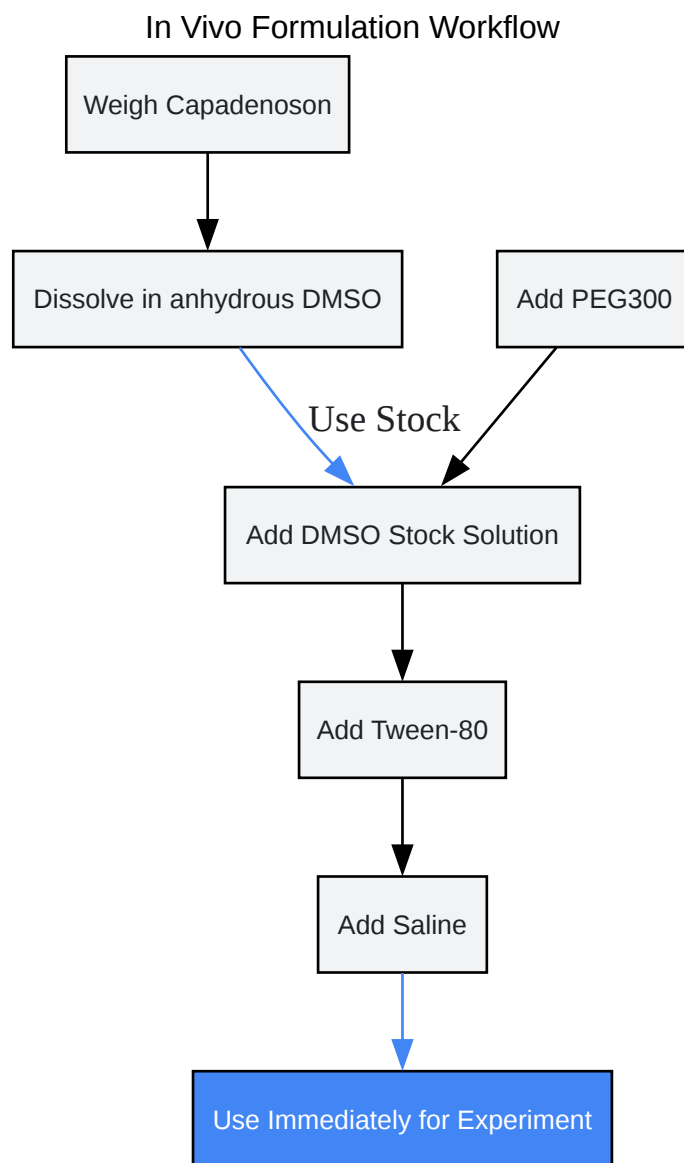 In Vivo Formulation Workflow
Weigh Capadenoson
Dissolve in anhydrous DMSO
Add PEG300
Use Stock
Add DMSO Stock Solution
Add Tween-80
Add Saline
Use Immediately for Experiment